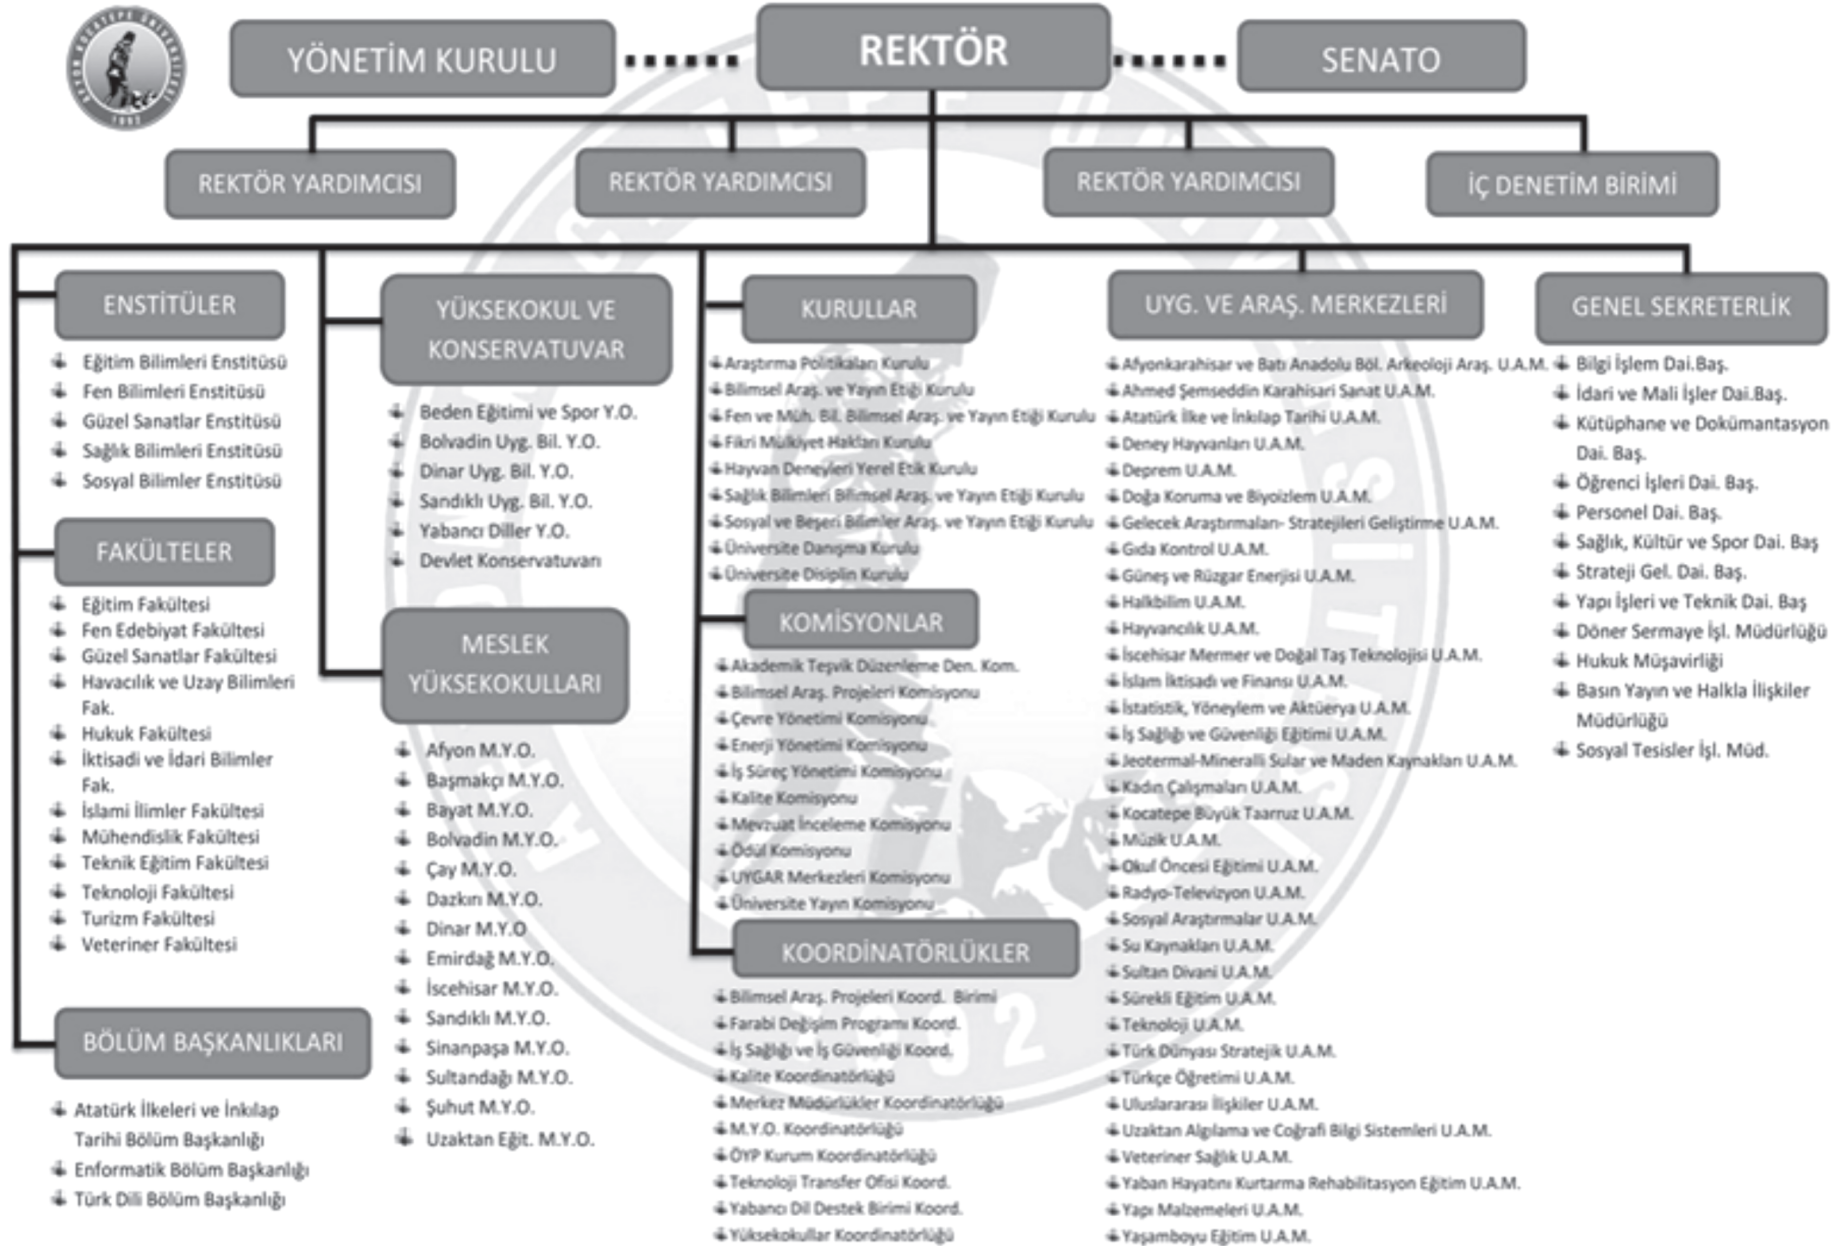 AFYON KOCATEPE ÜNİVERSİTESİ
1992
YÖNETİM KURULU
REKTÖR
SENATO
REKTÖR YARDIMCISI
REKTÖR YARDIMCISI
REKTÖR YARDIMCISI
İÇ DENETİM BİRİMİ
ENSTİTÜLER
Eğitim Bilimleri Enstitüsü
Fen Bilimleri Enstitüsü
Güzel Sanatlar Enstitüsü
Sağlık Bilimleri Enstitüsü
Sosyal Bilimler Enstitüsü
FAKÜLTELER
Eğitim Fakültesi
Fen Edebiyat Fakültesi
Güzel Sanatlar Fakültesi
Havacılık ve Uzay Bilimleri
Fak.
Hukuk Fakültesi
İktisadi ve İdari Bilimler
Fak.
İslami İlimler Fakültesi
Mühendislik Fakültesi
Teknik Eğitim Fakültesi
Teknoloji Fakültesi
Turizm Fakültesi
Veteriner Fakültesi
BÖLÜM BAŞKANLIKLARI
Atatürk İlkeleri ve İnkılap
Tarihi Bölüm Başkanlığı
Enformatik Bölüm Başkanlığı
Türk Dili Bölüm Başkanlığı
YÜKSEKOKUL VE
KONSERVATUVAR
Beden Eğitimi ve Spor Y.O.
Bolvadin Uyg. Bil. Y.O.
Dinar Uyg. Bil. Y.O.
Sandıklı Uyg. Bil. Y.O.
Yabancı Diller Y.O.
Devlet Konservatuvarı
MESLEK
YÜKSEKOKULLARI
Afyon M.Y.O.
Başmakçı M.Y.O.
Bayat M.Y.O.
Bolvadin M.Y.O.
Çay M.Y.O.
Dazkırı M.Y.O.
Dinar M.Y.O
Emirdağ M.Y.O.
İscehisar M.Y.O.
Sandıklı M.Y.O.
Sinanpaşa M.Y.O.
Sultandağı M.Y.O.
Şuhut M.Y.O.
Uzaktan Eğit. M.Y.O.
KURULLAR
Araştırma Politikaları Kurulu
Bilimsel Araş. ve Yayın Etiği Kurulu
Fen ve Müh. Bil. Bilimsel Araş. ve Yayın Etiği Kurulu
Fikri Mülkiyet Hakları Kurulu
Hayvan Deneyleri Yerel Etik Kurulu
Sağlık Bilimleri Bilimsel Araş. ve Yayın Etiği Kurulu
Sosyal ve Beşeri Bilimler Araş. ve Yayın Etiği Kurulu
Üniversite Danışma Kurulu
Üniversite Disiplin Kurulu
KOMİSYONLAR
Akademik Teşvik Düzenleme Den. Kom.
Bilimsel Araş. Projeleri Komisyonu
Çevre Yönetimi Komisyonu
Enerji Yönetimi Komisyonu
İş Süreç Yönetimi Komisyonu
Kalite Komisyonu
Mevzuat İnceleme Komisyonu
Ödül Komisyonu
UYGAR Merkezleri Komisyonu
Üniversite Yayın Komisyonu
KOORDİNATÖRLÜKLER
Bilimsel Araş. Projeleri Koord. Birimi
Farabi Değişim Programı Koord.
İş Sağlığı ve İş Güvenliği Koord.
Kalite Koordinatörlüğü
Merkez Müdürlükler Koordinatörlüğü
M.Y.O. Koordinatörlüğü
ÖYP Kurum Koordinatörlüğü
Teknoloji Transfer Ofisi Koord.
Yabancı Dil Destek Birimi Koord.
Yüksekokullar Koordinatörlüğü
UYG. VE ARAŞ. MERKEZLERİ
Afyonkarahisar ve Batı Anadolu Böl. Arkeoloji Araş. U.A.M.
Ahmed Şemseddin Karahisari Sanat U.A.M.
Atatürk İlke ve İnkılap Tarihi U.A.M.
Deney Hayvanları U.A.M.
Deprem U.A.M.
Doğa Koruma ve Biyoizlem U.A.M.
Gelecek Araştırmaları- Stratejileri Geliştirme U.A.M.
Gıda Kontrol U.A.M.
Güneş ve Rüzgar Enerjisi U.A.M.
Halkbilim U.A.M.
Hayvancılık U.A.M.
İscehisar Mermer ve Doğal Taş Teknolojisi U.A.M.
İslam İktisadı ve Finansı U.A.M.
İstatistik, Yöneylem ve Aktüerya U.A.M.
İş Sağlığı ve Güvenliği Eğitimi U.A.M.
Jeotermal-Mineralli Sular ve Maden Kaynakları U.A.M.
Kadın Çalışmaları U.A.M.
Kocatepe Büyük Taarruz U.A.M.
Müzik U.A.M.
Okul Öncesi Eğitimi U.A.M.
Radyo-Televizyon U.A.M.
Sosyal Araştırmalar U.A.M.
Su Kaynakları U.A.M.
Sultan Divani U.A.M.
Sürekli Eğitim U.A.M.
Teknoloji U.A.M.
Türk Dünyası Stratejik U.A.M.
Türkçe Öğretimi U.A.M.
Uluslararası İlişkiler U.A.M.
Uzaktan Algılama ve Coğrafi Bilgi Sistemleri U.A.M.
Veteriner Sağlık U.A.M.
Yaban Hayatını Kurtarma Rehabilitasyon Eğitim U.A.M.
Yapı Malzemeleri U.A.M.
Yaşamboyu Eğitim U.A.M.
GENEL SEKRETERLİK
Bilgi İşlem Dai.Baş.
İdari ve Mali İşler Dai.Baş.
Kütüphane ve Dokümantasyon
Dai. Baş.
Öğrenci İşleri Dai. Baş.
Personel Dai. Baş.
Sağlık, Kültür ve Spor Dai. Baş
Strateji Gel. Dai. Baş.
Yapı İşleri ve Teknik Dai. Baş
Döner Sermaye İşl. Müdürlüğü
Hukuk Müşavirliği
Basın Yayın ve Halkla İlişkiler
Müdürlüğü
Sosyal Tesisler İşl. Müd.